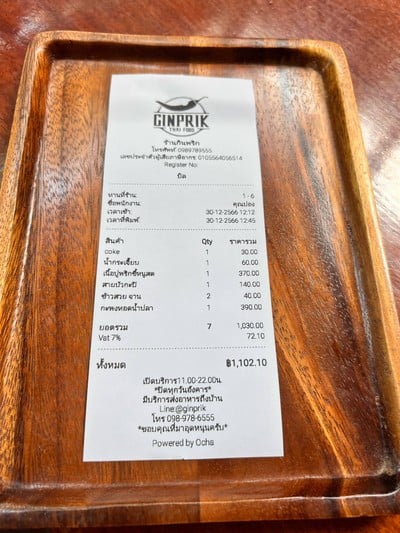 GINPRIK
THAI FOOD
ร้านกินพริก
โทรศัพท์: 0989789555
เลขประจำตัวผู้เสียภาษีอากร: 0105564056514
Register No:
บิล
ทานที่ร้าน: 1 - 6
ชื่อพนักงาน: คุณปอง
เวลาเข้า: 30-12-2566 12:12
เวลาที่พิมพ์: 30-12-2566 12:45
สินค้า Qty ราคารวม
coke 1 30.00
น้ำกระเจี๊ยบ 1 60.00
เนื้อปูพริกขี้หนูสด 1 370.00
สายบัวกะปิ 1 140.00
ข้าวสวย จาน 2 40.00
กะพงทอดน้ำปลา 1 390.00
ยอดรวม 7 1,030.00
Vat 7% 72.10
ทั้งหมด ฿1,102.10
เปิดบริการ11.00-22.00น.
*ปิดทุกวันอังคาร*
มีบริการส่งอาหารถึงบ้าน
Line:@ginprik
โทร 098-978-6555
*ขอบคุณที่มาอุดหนุนครับ*
Powered by Ocha